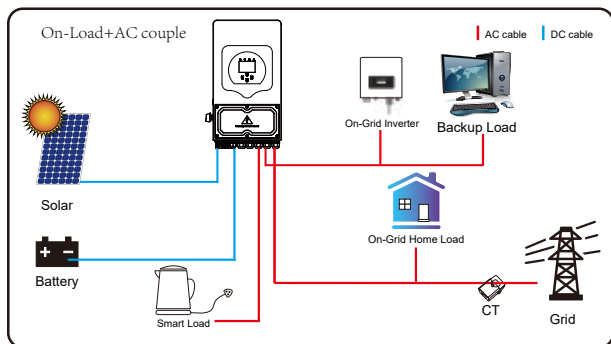 On-Load+AC couple
AC cable
DC cable
On-Grid Inverter
Backup Load
Solar
On-Grid Home Load
Battery
Smart Load
CT
Grid